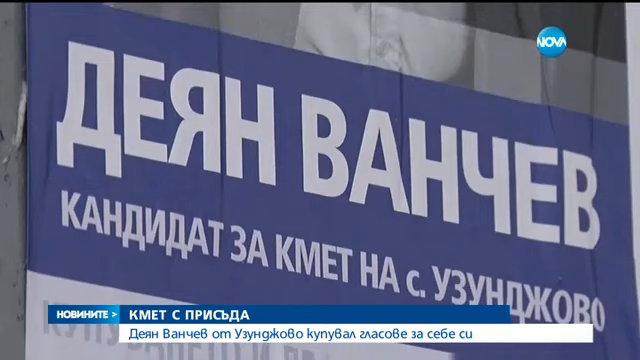 NOVA
ДЕЯН ВАНЧЕВ
КАНДИДАТ ЗА КМЕТ НА с. УЗУНДЖОВО
НОВИНИТЕ
КМЕТ С ПРИСЪДА
Деян Ванчев от Узунджово купувал гласове за себе си